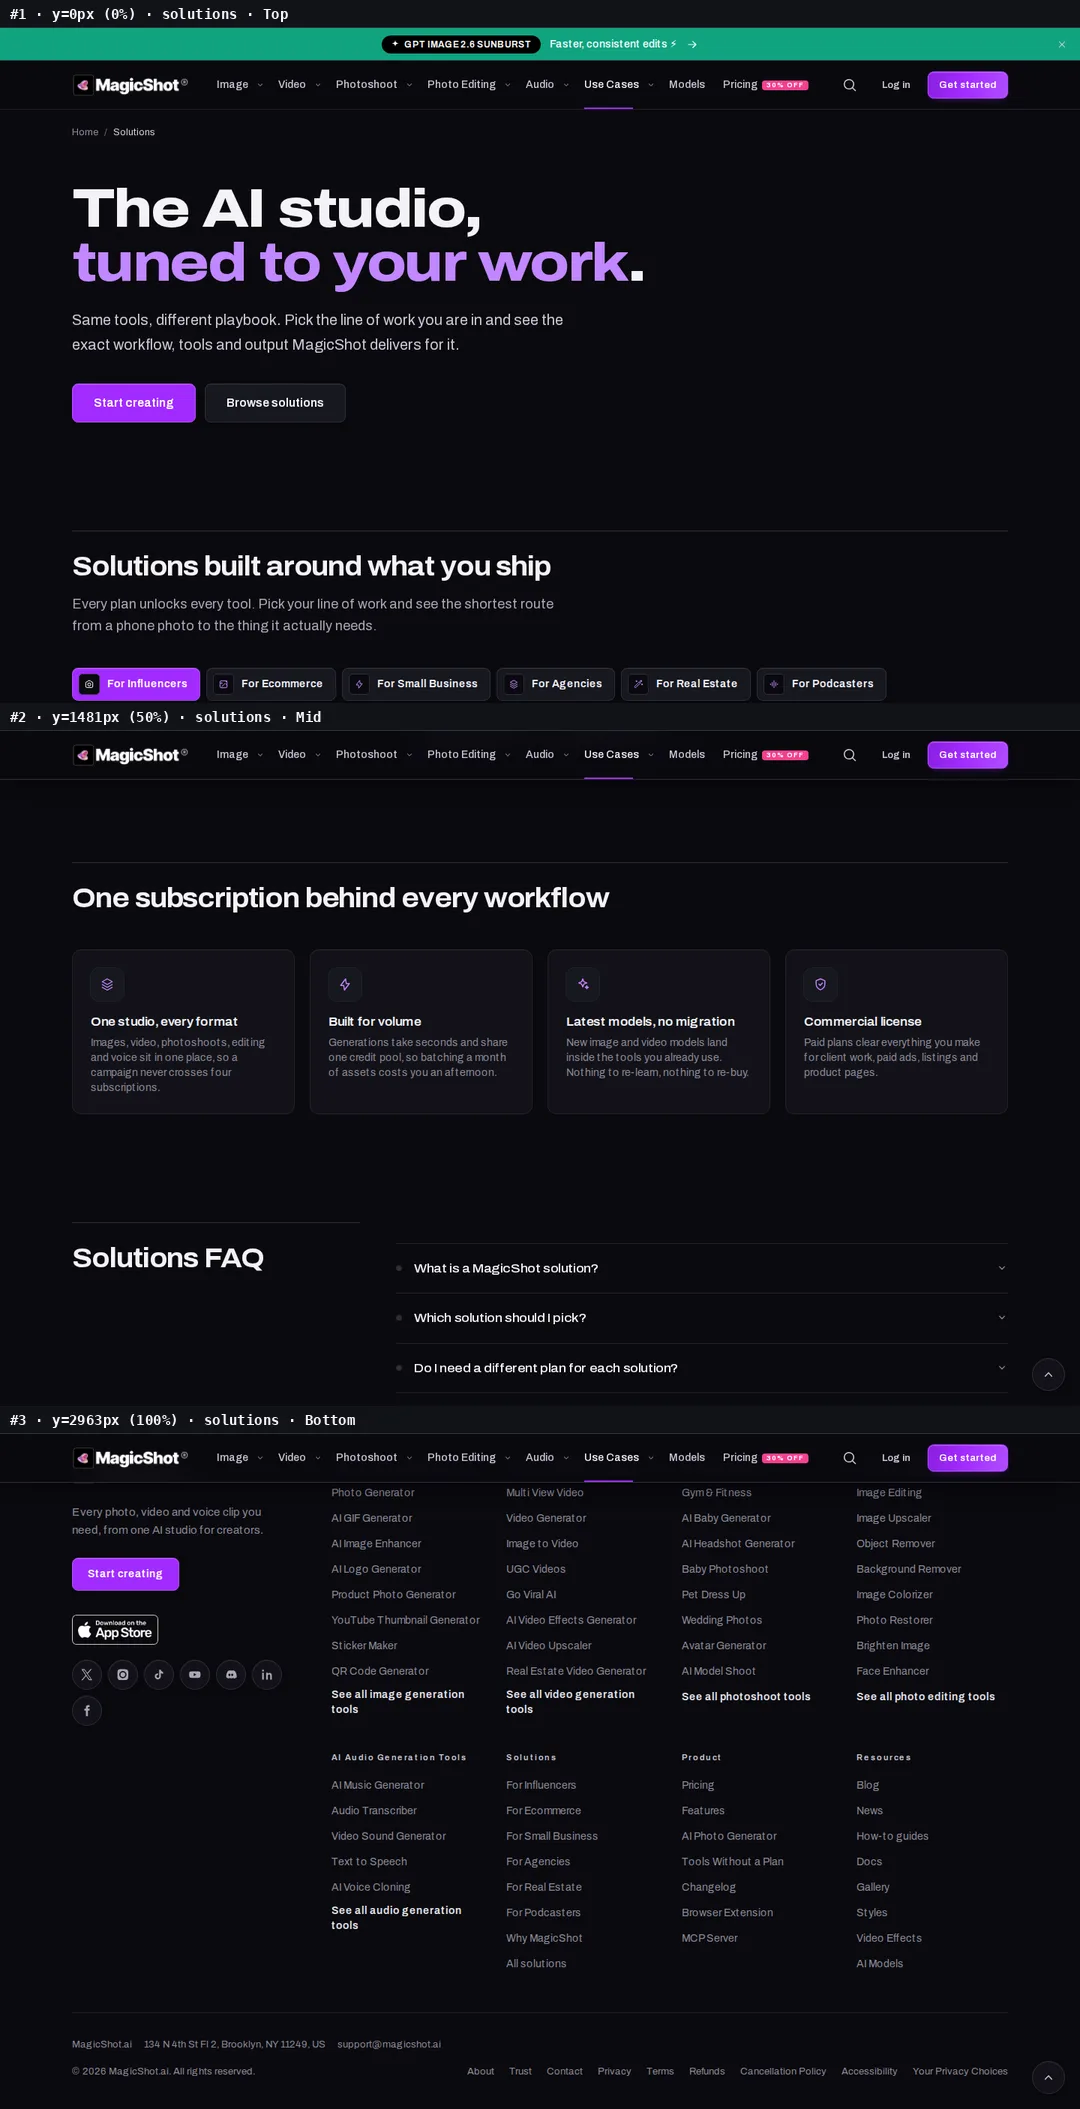 #1 · y=0px (0%) · solutions · Top
✦ GPT IMAGE 2.6 SUNBURST Faster, consistent edits ⚡ →
MagicShot® Image Video Photoshoot Photo Editing Audio Use Cases Models Pricing 30% OFF Log in Get started
Home / Solutions
The AI studio,
tuned to your work.
Same tools, different playbook. Pick the line of work you are in and see the
exact workflow, tools and output MagicShot delivers for it.
Start creating Browse solutions
Solutions built around what you ship
Every plan unlocks every tool. Pick your line of work and see the shortest route
from a phone photo to the thing it actually needs.
For Influencers For Ecommerce For Small Business For Agencies For Real Estate For Podcasters
#2 · y=1481px (50%) · solutions · Mid
MagicShot® Image Video Photoshoot Photo Editing Audio Use Cases Models Pricing 30% OFF Log in Get started
One subscription behind every workflow
One studio, every format
Images, video, photoshoots, editing
and voice sit in one place, so a
campaign never crosses four
subscriptions.
Built for volume
Generations take seconds and share
one credit pool, so batching a month
of assets costs you an afternoon.
Latest models, no migration
New image and video models land
inside the tools you already use.
Nothing to re-learn, nothing to re-buy.
Commercial license
Paid plans clear everything you make
for client work, paid ads, listings and
product pages.
Solutions FAQ
What is a MagicShot solution?
Which solution should I pick?
Do I need a different plan for each solution?
#3 · y=2963px (100%) · solutions · Bottom
MagicShot® Image Video Photoshoot Photo Editing Audio Use Cases Models Pricing 30% OFF Log in Get started
Every photo, video and voice clip you
need, from one AI studio for creators.
Start creating
Download on the
App Store
Photo Generator
AI GIF Generator
AI Image Enhancer
AI Logo Generator
Product Photo Generator
YouTube Thumbnail Generator
Sticker Maker
QR Code Generator
See all image generation
tools
Multi View Video
Video Generator
Image to Video
UGC Videos
Go Viral AI
AI Video Effects Generator
AI Video Upscaler
Real Estate Video Generator
See all video generation
tools
Gym & Fitness
AI Baby Generator
AI Headshot Generator
Baby Photoshoot
Pet Dress Up
Wedding Photos
Avatar Generator
AI Model Shoot
See all photoshoot tools
Image Editing
Image Upscaler
Object Remover
Background Remover
Image Colorizer
Photo Restorer
Brighten Image
Face Enhancer
See all photo editing tools
AI Audio Generation Tools
AI Music Generator
Audio Transcriber
Video Sound Generator
Text to Speech
AI Voice Cloning
See all audio generation
tools
Solutions
For Influencers
For Ecommerce
For Small Business
For Agencies
For Real Estate
For Podcasters
Why MagicShot
All solutions
Product
Pricing
Features
AI Photo Generator
Tools Without a Plan
Changelog
Browser Extension
MCP Server
Resources
Blog
News
How-to guides
Docs
Gallery
Styles
Video Effects
AI Models
MagicShot.ai 134 N 4th St Fl 2, Brooklyn, NY 11249, US support@magicshot.ai
© 2026 MagicShot.ai. All rights reserved. About Trust Contact Privacy Terms Refunds Cancellation Policy Accessibility Your Privacy Choices